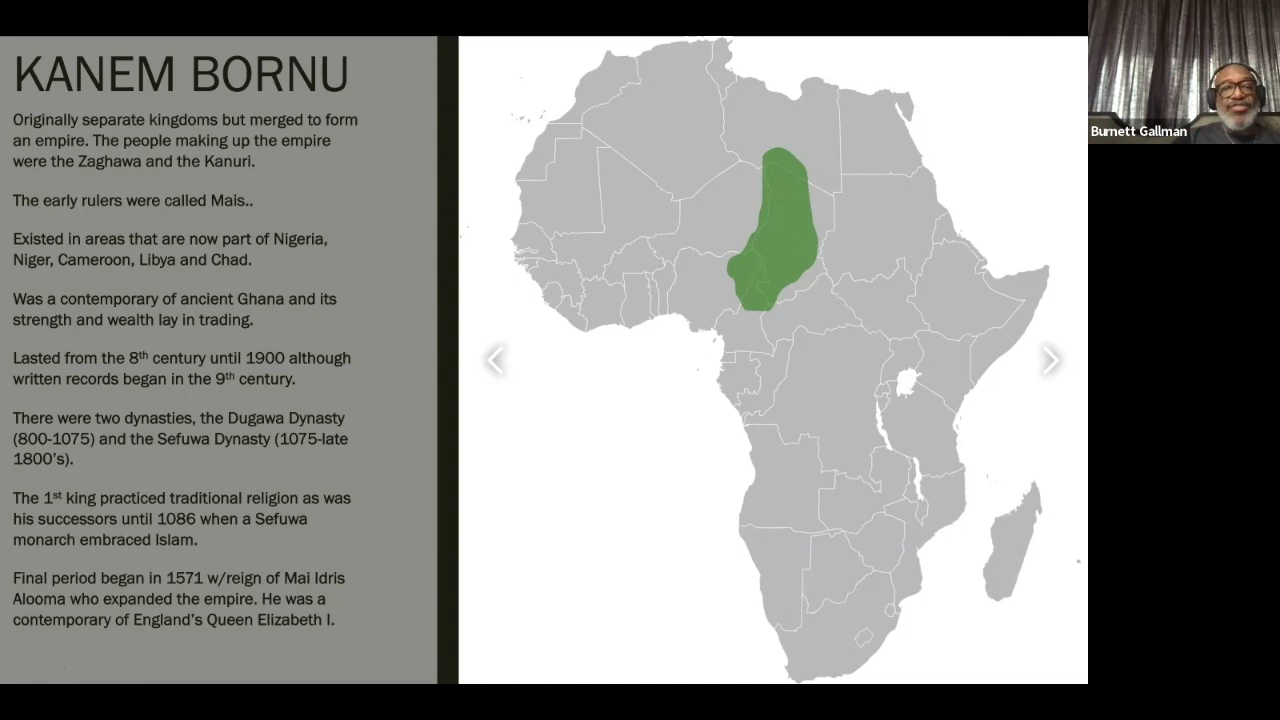 KANEM BORNU
Originally separate kingdoms but merged to form
an empire. The people making up the empire
were the Zaghawa and the Kanuri.
The early rulers were called Mais..
Existed in areas that are now part of Nigeria,
Niger, Cameroon, Libya and Chad.
Was a contemporary of ancient Ghana and its
strength and wealth lay in trading.
Lasted from the 8th century until 1900 although
written records began in the 9th century.
There were two dynasties, the Dugawa Dynasty
(800-1075) and the Sefuwa Dynasty (1075-late
1800's).
The 1st king practiced traditional religion as was
his successors until 1086 when a Sefuwa
monarch embraced Islam.
Final period began in 1571 w/reign of Mai Idris
Alooma who expanded the empire. He was a
contemporary of England's Queen Elizabeth I.
Burnett Gallman